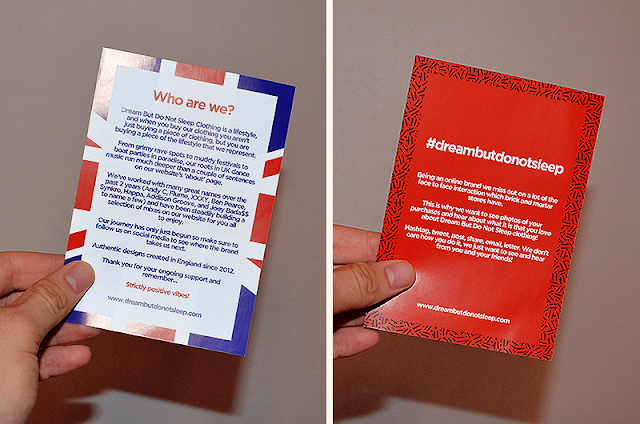 Who are we?
Dream But Do Not Sleep Clothing is a lifestyle,
and when you buy our clothing you aren't
just buying a piece of clothing, but you are
buying a piece of the lifestyle that we represent.
From grimy rave spots to muddy festivals to
boat parties in paradise, our roots in UK dance
music run much deeper than a couple of sentences
on our website's 'about' page.
We've worked with many great names over the
past 2 years (Andy C, Flume, XXXY, Ben Pearce,
Synkro, Happa, Addison Groove, and Joey Bada$$
to name a few) and have been steadily building a
selection of mixes on our website for you all
to enjoy.
Our journey has only just begun so make sure to
follow us on social media to see where the brand
takes us next.
Authentic designs created in England since 2012.
Thank you for your ongoing support and
remember...
Strictly positive vibes!
www.dreambutdonotsleep.com
#dreambutdonotsleep
Being an online brand we miss out on a lot of the
face to face interaction which brick and mortar
stores have.
This is why we want to see photos of your
purchases and hear about what it is that you love
about Dream But Do Not Sleep clothing!
Hashtag, tweet, post, share, email, letter. We don't
care how you do it, we just want to see and hear
from you and your friends!
www.dreambutdonotsleep.com